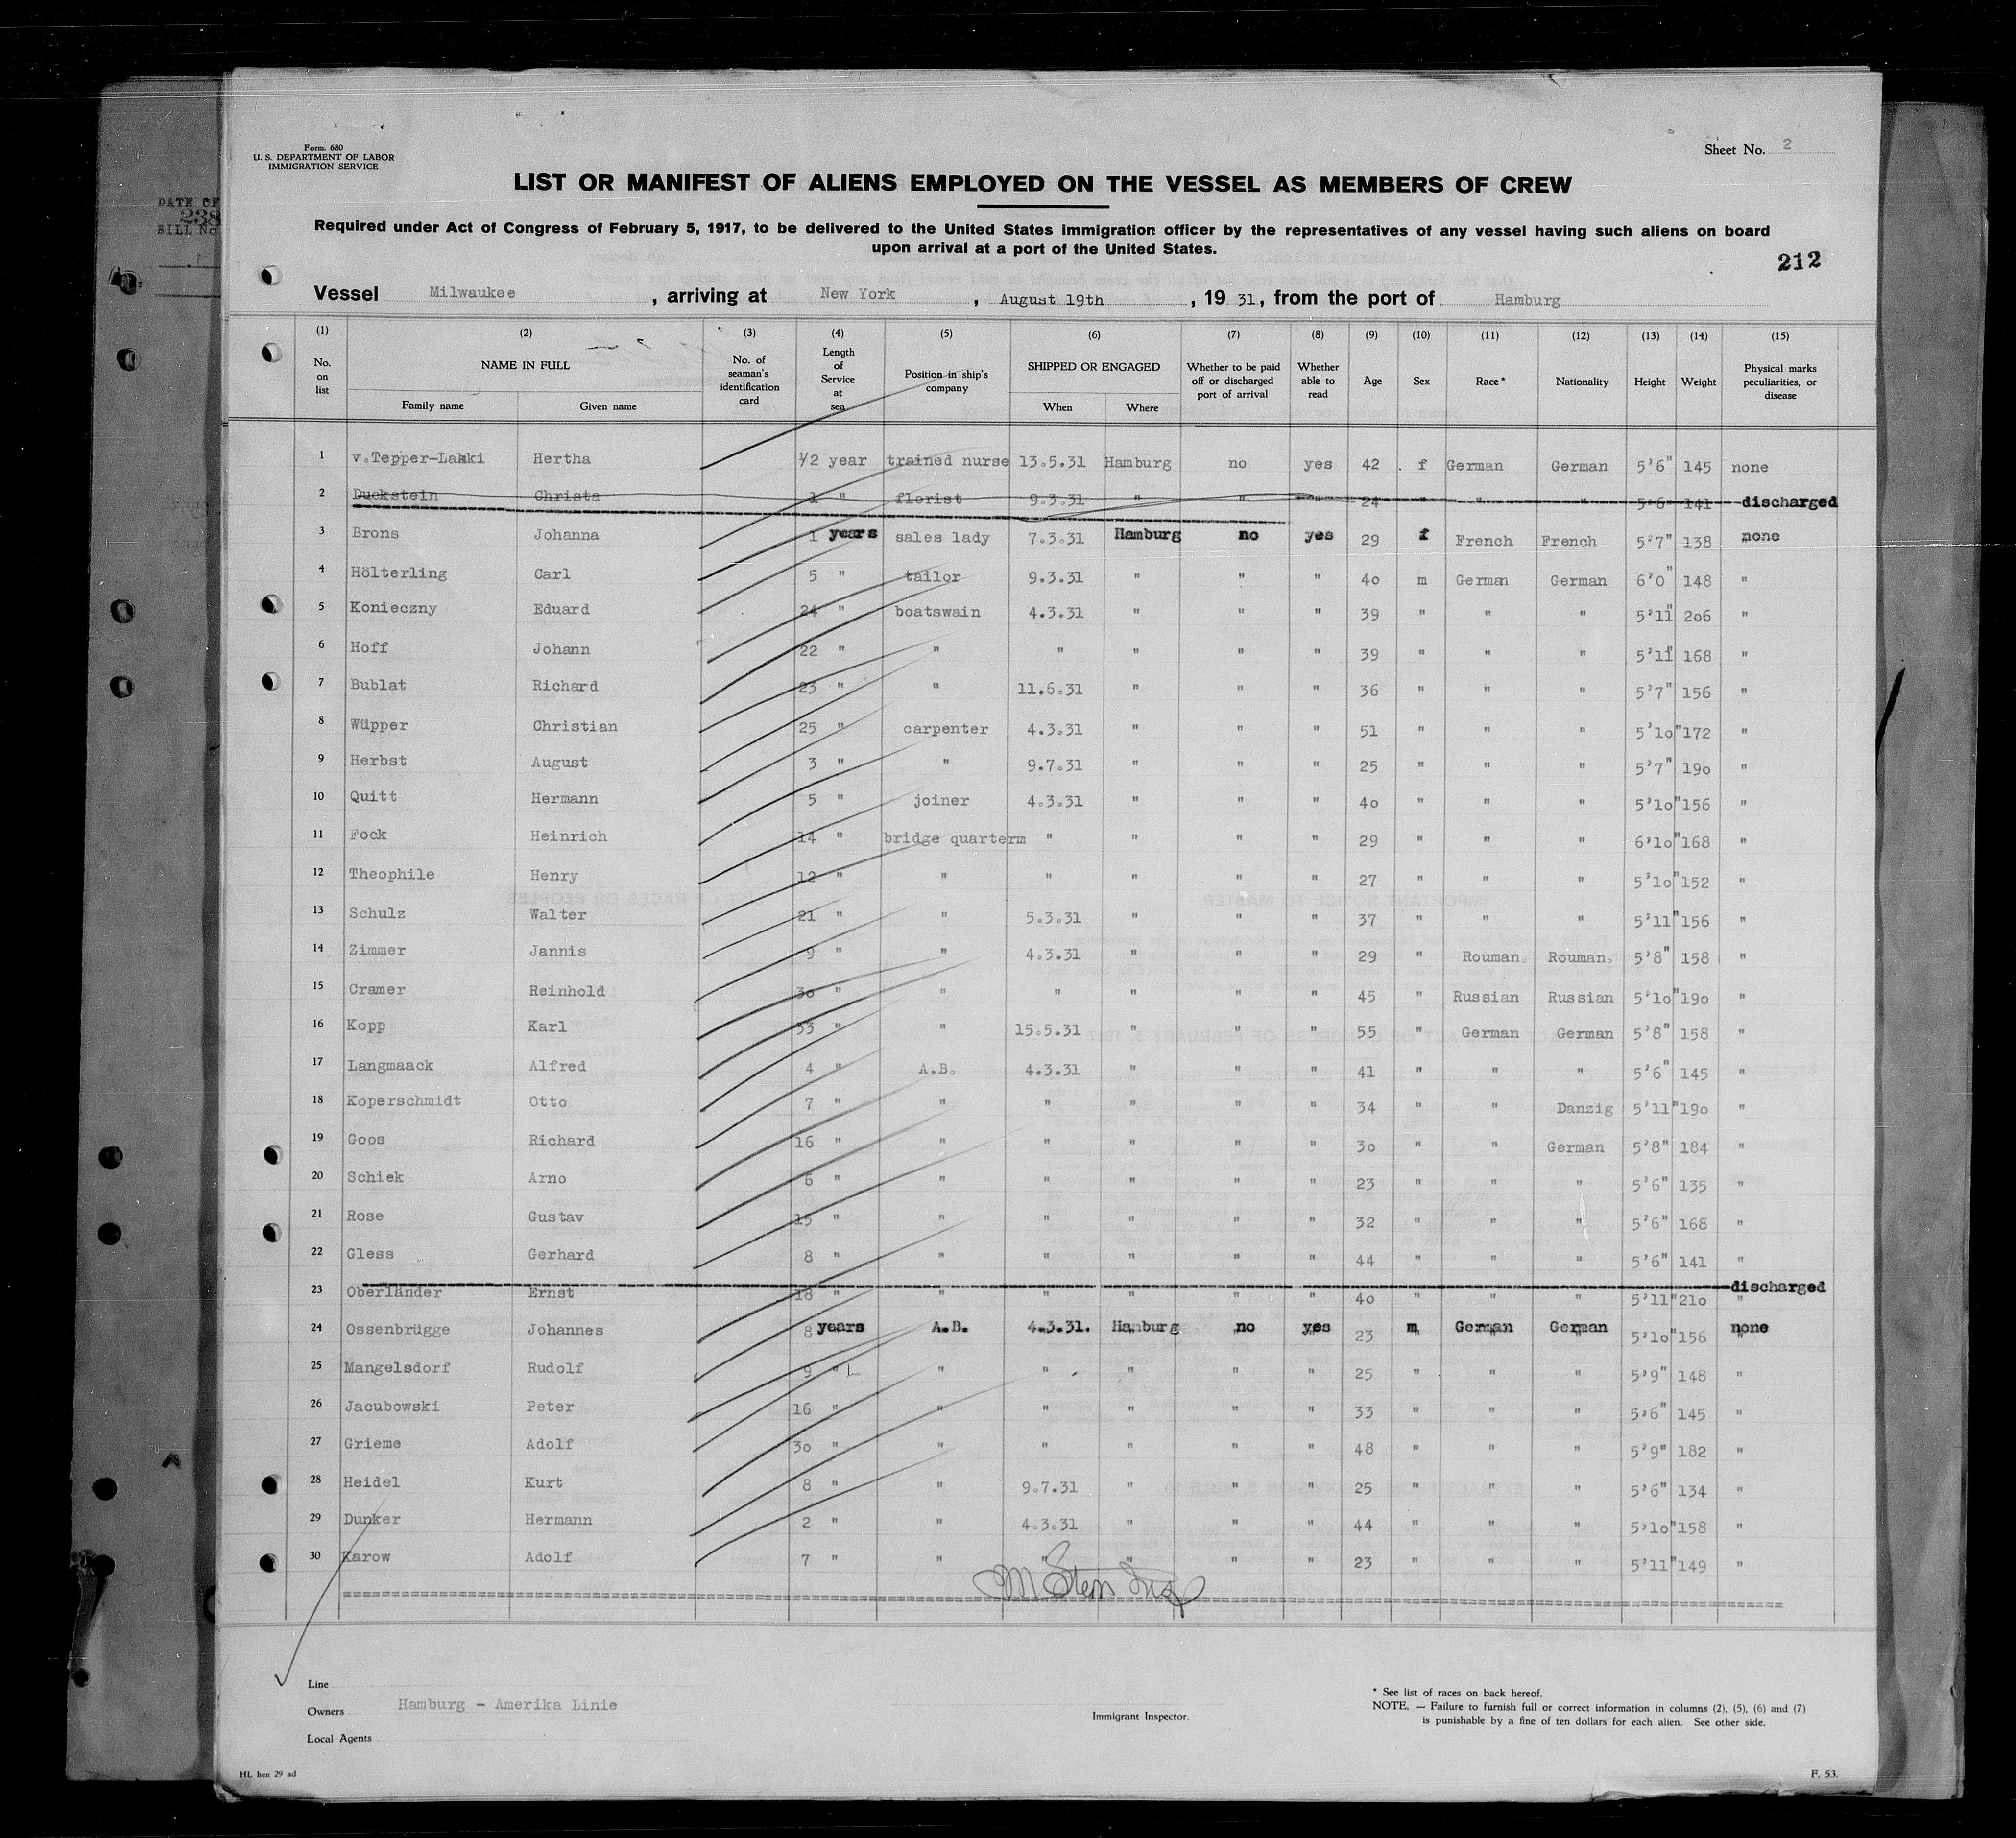 DATE OF
238
BILL No
Form. 680
U. S. DEPARTMENT OF LABOR
IMMIGRATION SERVICE
Sheet No. 2
LIST OR MANIFEST OF ALIENS EMPLOYED ON THE VESSEL AS MEMBERS OF CREW
Required under Act of Congress of February 5, 1917, to be delivered to the United States immigration officer by the representatives of any vessel having such aliens on board
upon arrival at a port of the United States.
212
Vessel Milwaukee , arriving at New York , August 19th , 19 31, from the port of Hamburg
(1) (2) (3) (4) (5) (6) (7) (8) (9) (10) (11) (12) (13) (14) (15)
No. on list NAME IN FULL Family name Given name No. of seaman's identification card Length of Service at sea Position in ship's company SHIPPED OR ENGAGED When Where Whether to be paid off or discharged port of arrival Whether able to read Age Sex Race* Nationality Height Weight Physical marks peculiarities, or disease
1 v.Tepper-Lakki Hertha 1/2 year trained nurse 13.5.31 Hamburg no yes 42 f German German 5'6" 145 none
2 Duckstein Christa 1 " florist 9.3.31 " " " 24 " " " 5'6" 141 discharged
3 Brons Johanna 1 years sales lady 7.3.31 Hamburg no yes 29 f French French 5'7" 138 none
4 Hölterling Carl 5 " tailor 9.3.31 " " " 40 m German German 6'0" 148 "
5 Konieczny Eduard 24 " boatswain 4.3.31 " " " 39 " " " 5'11" 206 "
6 Hoff Johann 22 " " " " " " 39 " " " 5'11" 168 "
7 Bublat Richard 23 " " 11.6.31 " " " 36 " " " 5'7" 156 "
8 Wüpper Christian 25 " carpenter 4.3.31 " " " 51 " " " 5'10" 172 "
9 Herbst August 3 " " 9.7.31 " " " 25 " " " 5'7" 190 "
10 Quitt Hermann 5 " joiner 4.3.31 " " " 40 " " " 5'10" 156 "
11 Fock Heinrich 14 " bridge quarterm " " " " 29 " " " 6'10" 168 "
12 Theophile Henry 12 " " " " " " 27 " " " 5'10" 152 "
13 Schulz Walter 21 " " 5.3.31 " " " 37 " " " 5'11" 156 "
14 Zimmer Jannis 9 " " 4.3.31 " " " 29 " Rouman. Rouman. 5'8" 158 "
15 Cramer Reinhold 30 " " " " " " 45 " Russian Russian 5'10" 190 "
16 Kopp Karl 33 " " 15.5.31 " " " 55 " German German 5'8" 158 "
17 Langmaack Alfred 4 " A.B. 4.3.31 " " " 41 " " " 5'6" 145 "
18 Koperschmidt Otto 7 " " " " " " 34 " " Danzig 5'11" 190 "
19 Goos Richard 16 " " " " " " 30 " " German 5'8" 184 "
20 Schiek Arno 6 " " " " " " 23 " " " 5'6" 135 "
21 Rose Gustav 15 " " " " " " 32 " " " 5'6" 168 "
22 Gless Gerhard 8 " " " " " " 44 " " " 5'6" 141 "
23 Oberländer Ernst 18 " " " " " " 40 " " " 5'11" 210 " discharged
24 Ossenbrügge Johannes 8 years A.B. 4.3.31. Hamburg no yes 23 m German German 5'10" 156 none
25 Mangelsdorf Rudolf 9 " " " " " " 25 " " " 5'9" 148 "
26 Jacubowski Peter 16 " " " " " " 33 " " " 5'6" 145 "
27 Grieme Adolf 30 " " " " " " 48 " " " 5'9" 182 "
28 Heidel Kurt 8 " " 9.7.31 " " " 25 " " " 5'6" 134 "
29 Dunker Hermann 2 " " 4.3.31 " " " 44 " " " 5'10" 158 "
30 Karow Adolf 7 " " " " " " 23 " " " 5'11" 149 "
Line
Owners Hamburg - Amerika Linie
Local Agents
Immigrant Inspector.
* See list of races on back hereof.
NOTE. — Failure to furnish full or correct information in columns (2), (5), (6) and (7)
is punishable by a fine of ten dollars for each alien. See other side.
HL hen 29 ad
F. 53.